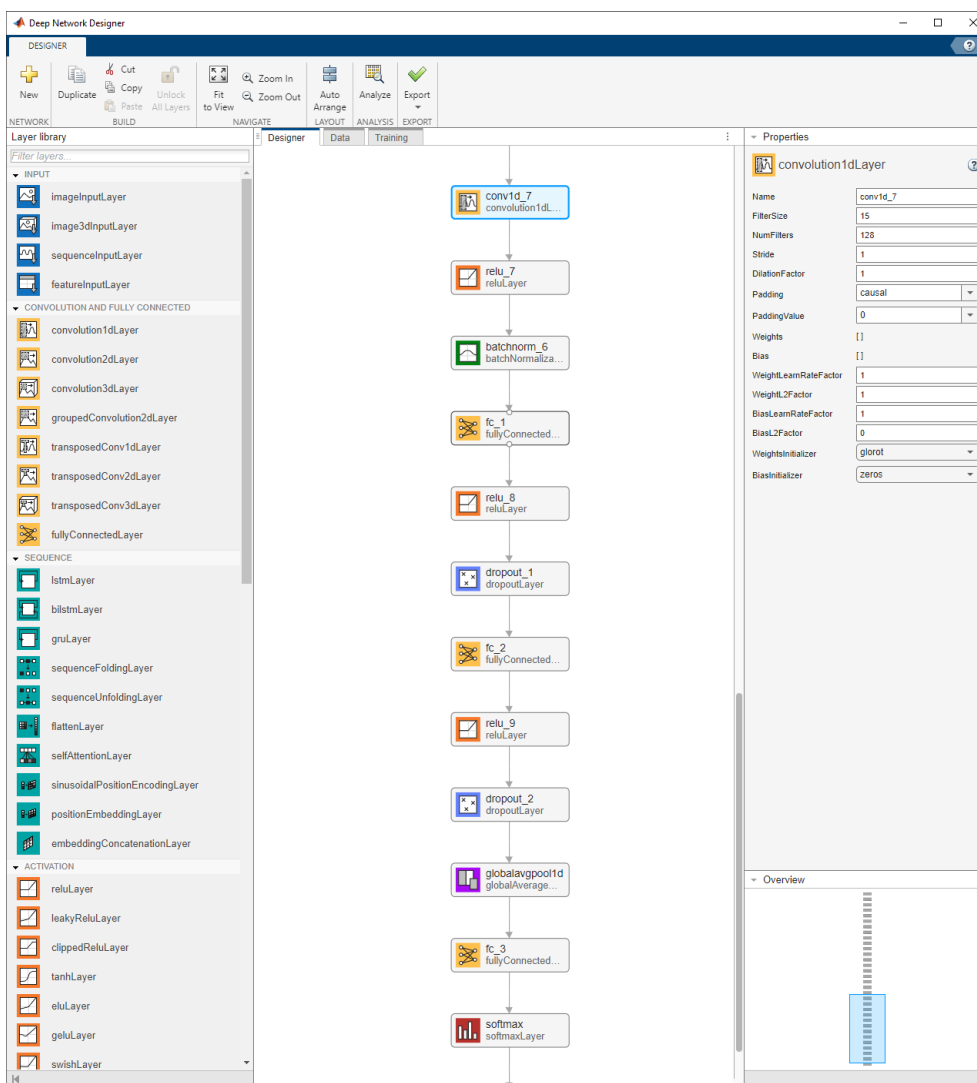 Deep Network Designer
DESIGNER
New
Duplicate
Cut
Copy
Paste
Unlock
All Layers
Fit
to View
Zoom In
Zoom Out
Auto
Arrange
Analyze
Export
NETWORK
BUILD
NAVIGATE
LAYOUT
ANALYSIS
EXPORT
Layer library
Filter layers...
INPUT
imageInputLayer
image3dInputLayer
sequenceInputLayer
featureInputLayer
CONVOLUTION AND FULLY CONNECTED
convolution1dLayer
convolution2dLayer
convolution3dLayer
groupedConvolution2dLayer
transposedConv1dLayer
transposedConv2dLayer
transposedConv3dLayer
fullyConnectedLayer
SEQUENCE
lstmLayer
bilstmLayer
gruLayer
sequenceFoldingLayer
sequenceUnfoldingLayer
flattenLayer
selfAttentionLayer
sinusoidalPositionEncodingLayer
positionEmbeddingLayer
embeddingConcatenationLayer
ACTIVATION
reluLayer
leakyReluLayer
clippedReluLayer
tanhLayer
eluLayer
geluLayer
swishLayer
Designer
Data
Training
conv1d_7
convolution1dL...
relu_7
reluLayer
batchnorm_6
batchNormaliza...
fc_1
fullyConnected...
relu_8
reluLayer
dropout_1
dropoutLayer
fc_2
fullyConnected...
relu_9
reluLayer
dropout_2
dropoutLayer
globalavgpool1d
globalAverage...
fc_3
fullyConnected...
softmax
softmaxLayer
Properties
convolution1dLayer
?
Name conv1d_7
FilterSize 15
NumFilters 128
Stride 1
DilationFactor 1
Padding causal
PaddingValue 0
Weights []
Bias []
WeightLearnRateFactor 1
WeightL2Factor 1
BiasLearnRateFactor 1
BiasL2Factor 0
WeightsInitializer glorot
BiasInitializer zeros
Overview